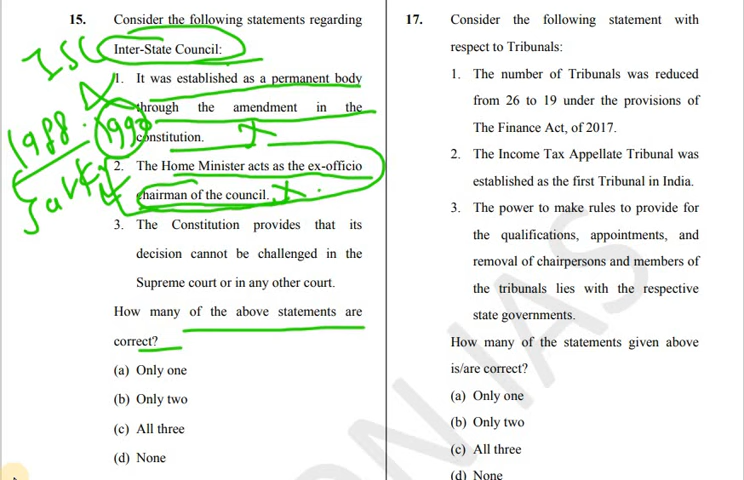 15. Consider the following statements regarding
Inter-State Council:
1. It was established as a permanent body
through the amendment in the
constitution.
2. The Home Minister acts as the ex-officio
chairman of the council.
3. The Constitution provides that its
decision cannot be challenged in the
Supreme court or in any other court.
How many of the above statements are
correct?
(a) Only one
(b) Only two
(c) All three
(d) None
ISC
1988
1990
17. Consider the following statement with
respect to Tribunals:
1. The number of Tribunals was reduced
from 26 to 19 under the provisions of
The Finance Act, of 2017.
2. The Income Tax Appellate Tribunal was
established as the first Tribunal in India.
3. The power to make rules to provide for
the qualifications, appointments, and
removal of chairpersons and members of
the tribunals lies with the respective
state governments.
How many of the statements given above
is/are correct?
(a) Only one
(b) Only two
(c) All three
(d) None
ON IAS